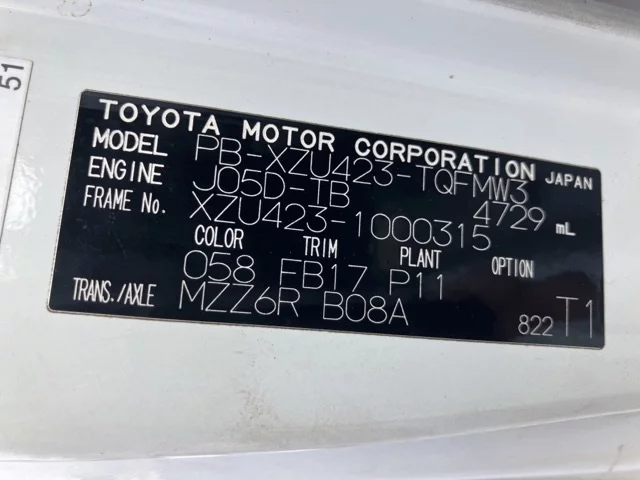 51
TOYOTA MOTOR CORPORATION JAPAN
MODEL PB-XZU423-TQFMW3
ENGINE J05D-TB 4729 mL
FRAME No. XZU423-1000315
COLOR TRIM PLANT OPTION
058 FB17 P11
TRANS./AXLE MZZ6R B08A
822 T1